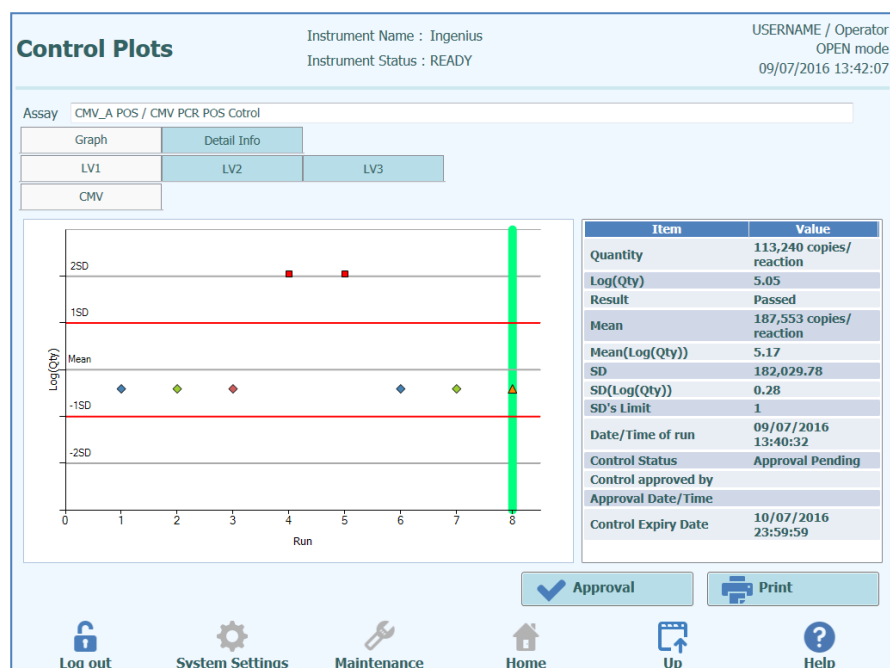 Control Plots
Instrument Name : Ingenius
Instrument Status : READY
USERNAME / Operator
OPEN mode
09/07/2016 13:42:07
Assay CMV_A POS / CMV PCR POS Cotrol
Graph Detail Info
LV1 LV2 LV3
CMV
2SD
1SD
Mean
-1SD
-2SD
Log(Qty)
0 1 2 3 4 5 6 7 8
Run
Item Value
Quantity 113,240 copies/
reaction
Log(Qty) 5.05
Result Passed
Mean 187,553 copies/
reaction
Mean(Log(Qty)) 5.17
SD 182,029.78
SD(Log(Qty)) 0.28
SD's Limit 1
Date/Time of run 09/07/2016
13:40:32
Control Status Approval Pending
Control approved by
Approval Date/Time
Control Expiry Date 10/07/2016
23:59:59
Approval Print
Log out System Settings Maintenance Home Up Help